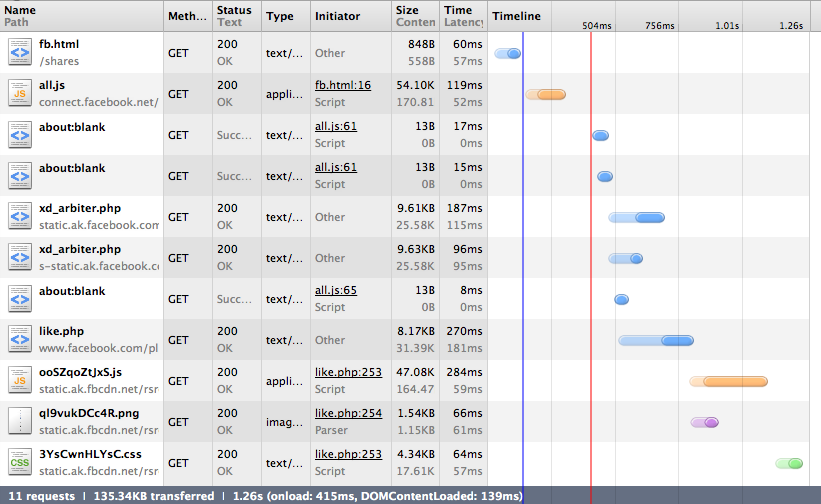 Name Meth... Status Type Initiator Size Time Timeline
Path Text Conten Latency 504ms 756ms 1.01s 1.26s
fb.html GET 200 text/... Other 848B 60ms
/shares OK 558B 57ms
all.js GET 200 appli... fb.html:16 54.10K 119ms
JS connect.facebook.net/ OK Script 170.81 52ms
about:blank GET Succ... text/... all.js:61 13B 17ms
Script 0B 0ms
about:blank GET Succ... text/... all.js:61 13B 15ms
Script 0B 0ms
xd_arbiter.php GET 200 text/... Other 9.61KB 187ms
static.ak.facebook.com OK 25.58K 115ms
xd_arbiter.php GET 200 text/... Other 9.63KB 96ms
s-static.ak.facebook.c OK 25.58K 95ms
about:blank GET Succ... text/... all.js:65 13B 8ms
Script 0B 0ms
like.php GET 200 text/... Other 8.17KB 270ms
www.facebook.com/pl OK 31.39K 181ms
ooSZqoZtJxS.js GET 200 appli... like.php:253 47.08K 284ms
JS static.ak.fbcdn.net/rsr OK Script 164.47 59ms
ql9vukDCc4R.png GET 200 imag... like.php:254 1.54KB 66ms
static.ak.fbcdn.net/rsr OK Parser 1.15KB 61ms
3YsCwnHLYsC.css GET 200 text/... like.php:253 4.34KB 64ms
CSS static.ak.fbcdn.net/rsr OK Script 17.61K 57ms
11 requests | 135.34KB transferred | 1.26s (onload: 415ms, DOMContentLoaded: 139ms)